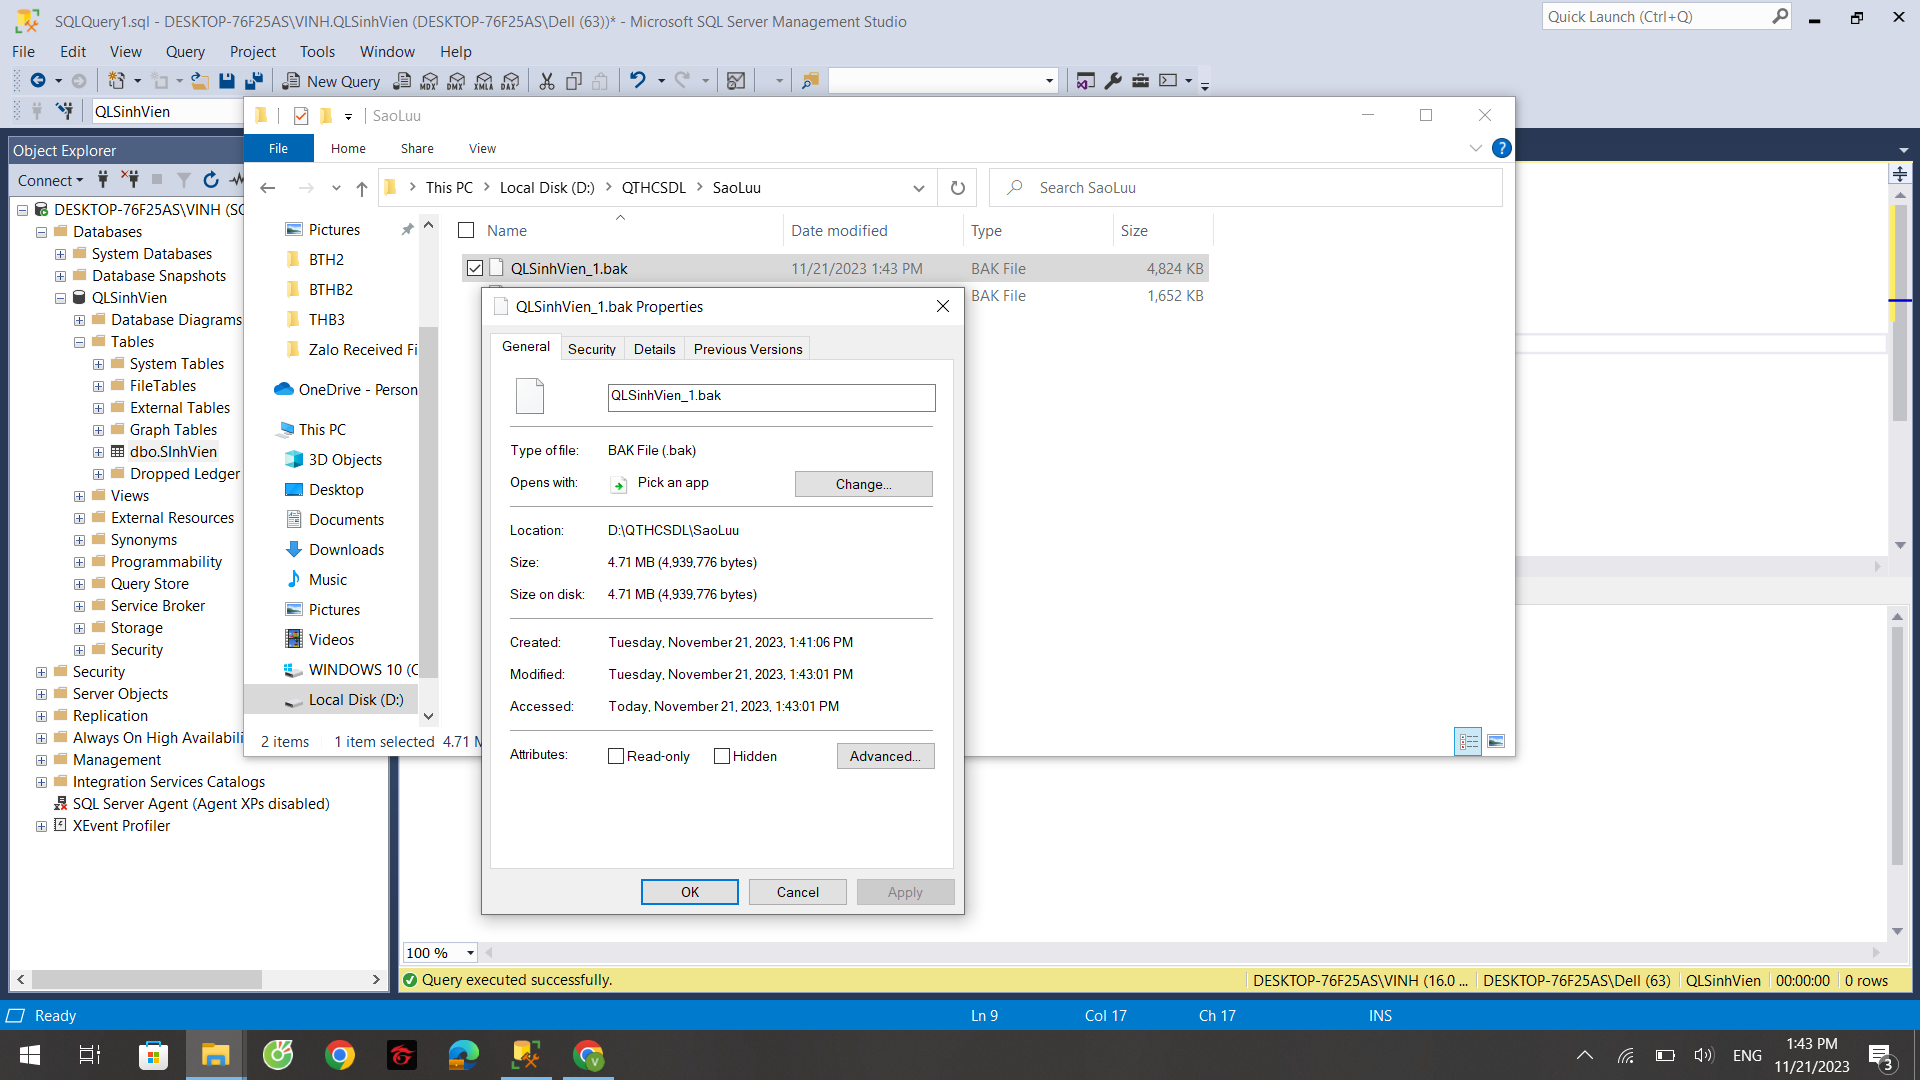 SQLQuery1.sql - DESKTOP-76F25AS\VINH.QLSinhVien (DESKTOP-76F25AS\Dell (63))* - Microsoft SQL Server Management Studio
Quick Launch (Ctrl+Q)
File Edit View Query Project Tools Window Help
New Query
MDX DMX XMLA DAX
QLSinhVien
SaoLuu
File Home Share View
This PC Local Disk (D:) QTHCSDL SaoLuu
Search SaoLuu
Object Explorer
Connect
DESKTOP-76F25AS\VINH (SQ
Databases
System Databases
Database Snapshots
QLSinhVien
Database Diagrams
Tables
System Tables
FileTables
External Tables
Graph Tables
dbo.SInhVien
Dropped Ledger
Views
External Resources
Synonyms
Programmability
Query Store
Service Broker
Storage
Security
Security
Server Objects
Replication
Always On High Availabili
Management
Integration Services Catalogs
SQL Server Agent (Agent XPs disabled)
XEvent Profiler
Pictures
BTH2
BTHB2
THB3
Zalo Received Fi
OneDrive - Person
This PC
3D Objects
Desktop
Documents
Downloads
Music
Pictures
Videos
WINDOWS 10 (C
Local Disk (D:)
Name Date modified Type Size
QLSinhVien_1.bak 11/21/2023 1:43 PM BAK File 4,824 KB
BAK File 1,652 KB
2 items 1 item selected 4.71 M
QLSinhVien_1.bak Properties
General Security Details Previous Versions
QLSinhVien_1.bak
Type of file: BAK File (.bak)
Opens with: Pick an app Change...
Location: D:\QTHCSDL\SaoLuu
Size: 4.71 MB (4,939,776 bytes)
Size on disk: 4.71 MB (4,939,776 bytes)
Created: Tuesday, November 21, 2023, 1:41:06 PM
Modified: Tuesday, November 21, 2023, 1:43:01 PM
Accessed: Today, November 21, 2023, 1:43:01 PM
Attributes: Read-only Hidden Advanced...
OK Cancel Apply
100 %
Query executed successfully. DESKTOP-76F25AS\VINH (16.0 ... DESKTOP-76F25AS\Dell (63) QLSinhVien 00:00:00 0 rows
Ready Ln 9 Col 17 Ch 17 INS
ENG
1:43 PM
11/21/2023
3